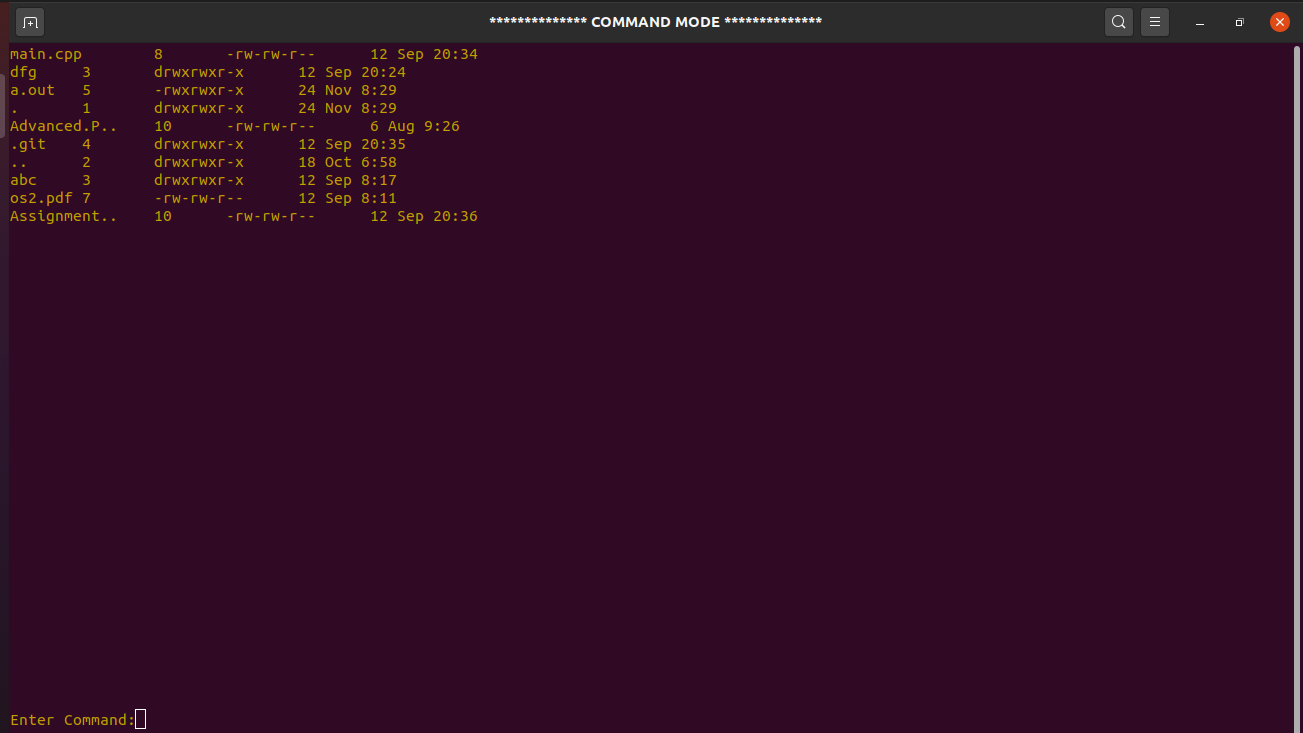 ************** COMMAND MODE **************
main.cpp        8       -rw-rw-r--      12 Sep 20:34
dfg     3       drwxrwxr-x      12 Sep 20:24
a.out   5       -rwxrwxr-x      24 Nov 8:29
.       1       drwxrwxr-x      24 Nov 8:29
Advanced.P..    10      -rw-rw-r--      6 Aug 9:26
.git    4       drwxrwxr-x      12 Sep 20:35
..      2       drwxrwxr-x      18 Oct 6:58
abc     3       drwxrwxr-x      12 Sep 8:17
os2.pdf 7       -rw-rw-r--      12 Sep 8:11
Assignment..    10      -rw-rw-r--      12 Sep 20:36
Enter Command: